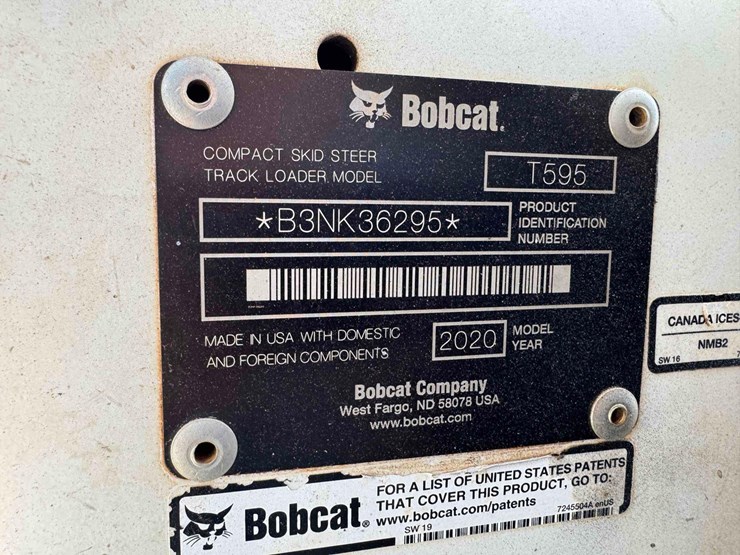 Bobcat.
COMPACT SKID STEER
TRACK LOADER MODEL
T595
*B3NK36295*
PRODUCT
IDENTIFICATION
NUMBER
MADE IN USA WITH DOMESTIC
AND FOREIGN COMPONENTS
2020
MODEL
YEAR
Bobcat Company
West Fargo, ND 58078 USA
www.bobcat.com
CANADA ICES
NMB2
SW 16
Bobcat.
FOR A LIST OF UNITED STATES PATENTS
THAT COVER THIS PRODUCT, GO TO:
www.bobcat.com/patents
SW 19
7245504A enUS